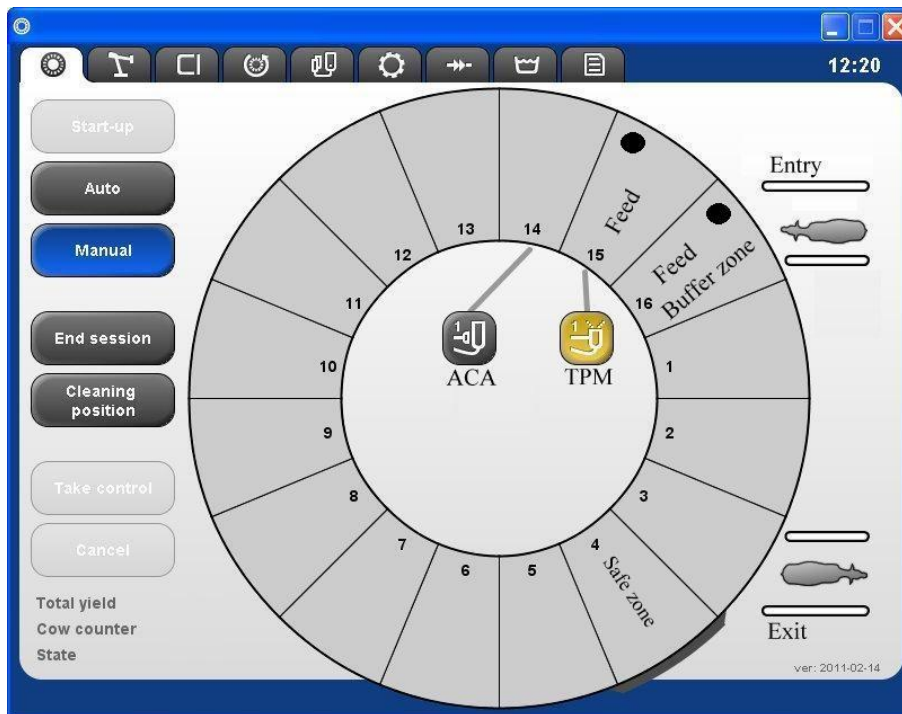 12:20
Start-up
Auto
Manual
End session
Cleaning
position
Take control
Cancel
Total yield
Cow counter
State
Entry
Feed
Feed
Buffer zone
13
14
15
16
12
11
10
9
8
7
6
5
4
3
2
1
1
ACA
1
TPM
Safe zone
Exit
ver: 2011-02-14